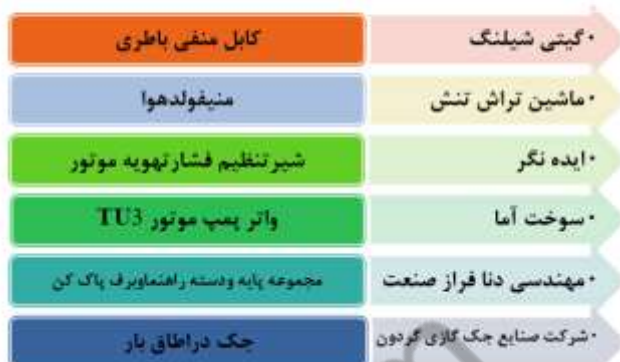 • گیتی شیلنگ
کابل منفی باطری
• ماشین تراش تنش
منیفولدهوا
• ایده نگر
شیرتنظیم فشارتهویه موتور
• سوخت آما
واتر پمپ موتور TU3
• مهندسی دنا فراز صنعت
مجموعه پایه ودسته راهنماوبرف پاک کن
• شرکت صنایع جک گازی گردون
جک دراطاق بار